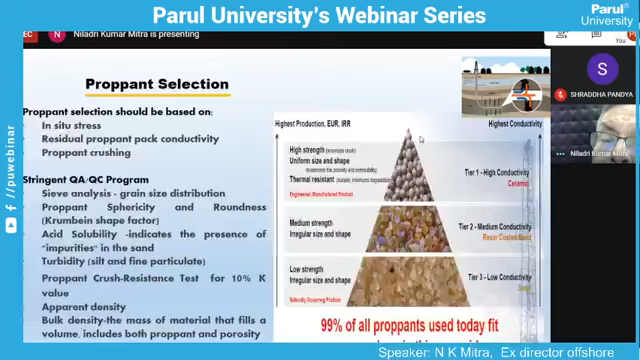 Parul University's Webinar Series
Parul®
University
EC
N
Niladri Kumar Mitra is presenting
You
Proppant Selection
Proppant selection should be based on:
In situ stress
Residual proppant pack conductivity
Proppant crushing
Stringent QA/QC Program
Sieve analysis - grain size distribution
Proppant Sphericity and Roundness
(Krumbein shape factor)
Acid Solubility -indicates the presence of
"impurities" in the sand
Turbidity (silt and fine particulate)
Proppant Crush-Resistance Test for 10% K
value
Apparent density
Bulk density-the mass of material that fills a
volume, includes both proppant and porosity
Highest Production, EUR, IRR
Highest Conductivity
High strength
Uniform size and shape
Thermal resistant
Engineered, Manufactured Product
Tier 1 - High Conductivity
Ceramic
Medium strength
Irregular size and shape
Tier 2 - Medium Conductivity
Resin Coated Sand
Low strength
Irregular size and shape
Naturally Occurring Product
Tier 3 - Low Conductivity
99% of all proppants used today fit
S
SHRADDHA PANDYA
Niladri Kumar Mitra
/puwebinar
Speaker: N K Mitra, Ex director offshore